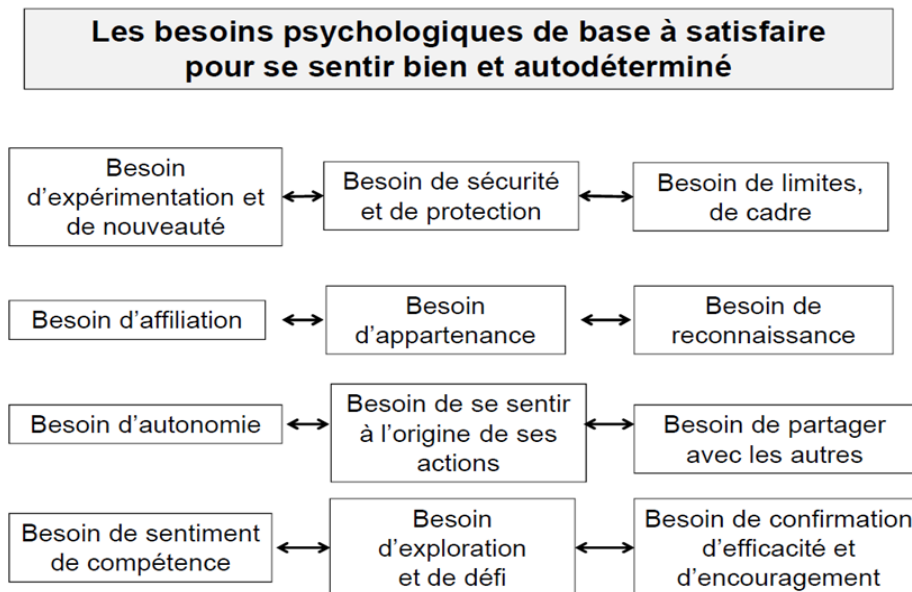 Les besoins psychologiques de base à satisfaire
pour se sentir bien et autodéterminé
Besoin
d'expérimentation et
de nouveauté
Besoin de sécurité
et de protection
Besoin de limites,
de cadre
Besoin d'affiliation
Besoin
d'appartenance
Besoin de
reconnaissance
Besoin d'autonomie
Besoin de se sentir
à l'origine de ses
actions
Besoin de partager
avec les autres
Besoin de sentiment
de compétence
Besoin
d'exploration
et de défi
Besoin de confirmation
d'efficacité et
d'encouragement